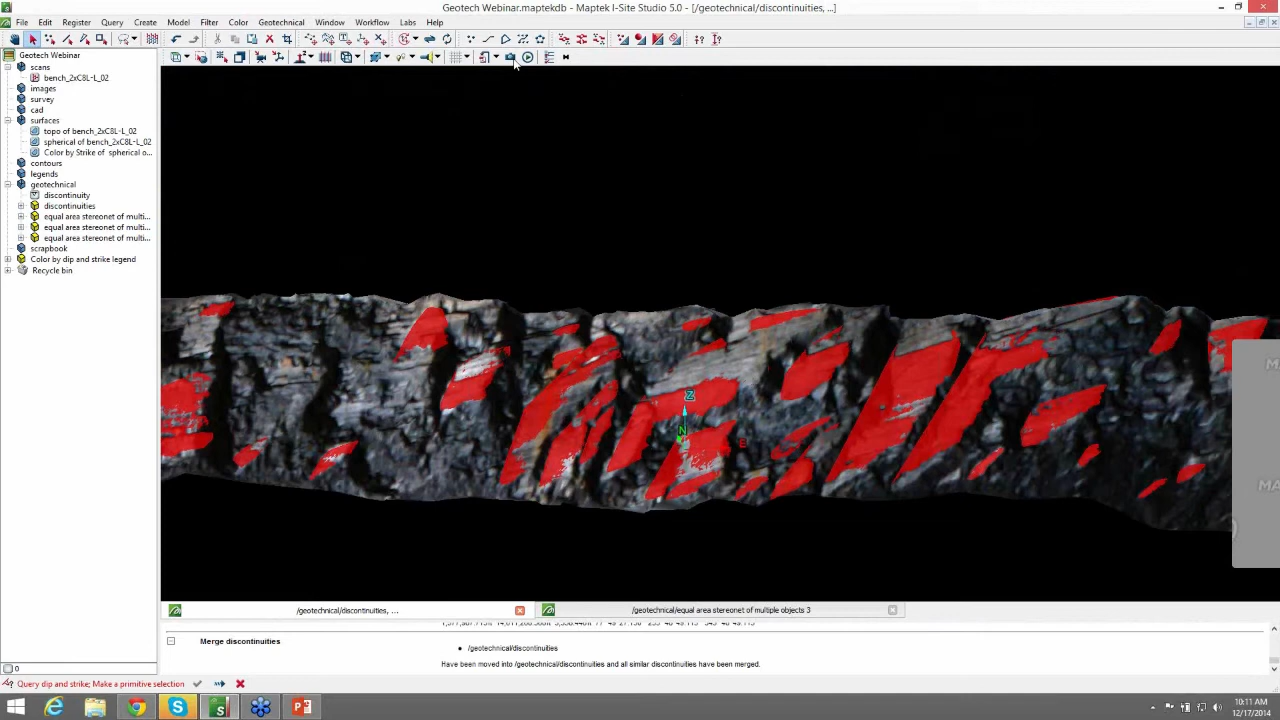 Geotech Webinar.maptekdb - Maptek I-Site Studio 5.0 - [/geotechnical/discontinuities, ...]
File Edit Register Query Create Model Filter Color Geotechnical Window Workflow Labs Help
Geotech Webinar
scans
bench_2xC8L-L_02
images
survey
cad
surfaces
topo of bench_2xC8L-L_02
spherical of bench_2xC8L-L_02
Color by Strike of spherical o...
contours
legends
geotechnical
discontinuity
discontinuities
equal area stereonet of multi...
equal area stereonet of multi...
equal area stereonet of multi...
scrapbook
Color by dip and strike legend
Recycle bin
Z
N
E
/geotechnical/discontinuities, ...
/geotechnical/equal area stereonet of multiple objects 3
Merge discontinuities
/geotechnical/discontinuities
Have been moved into /geotechnical/discontinuities and all similar discontinuities have been merged.
0
Query dip and strike; Make a primitive selection
10:11 AM
12/17/2014